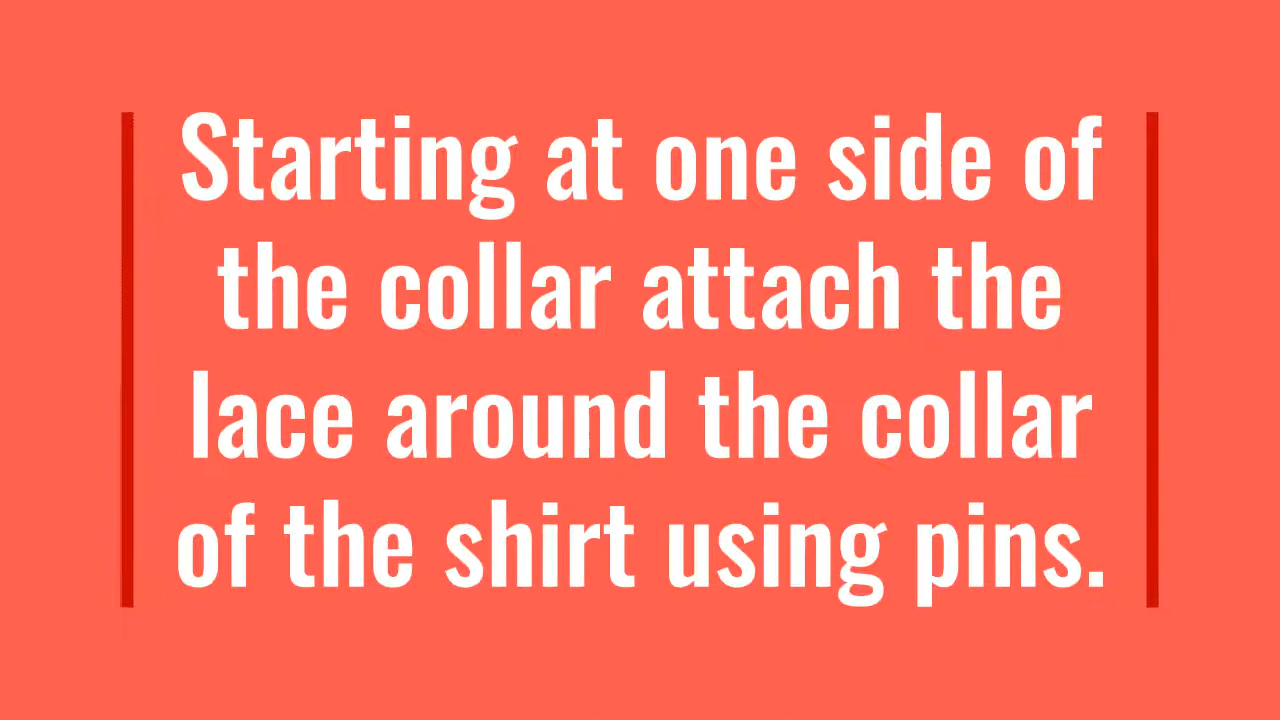 Starting at one side of
the collar attach the
lace around the collar
of the shirt using pins.